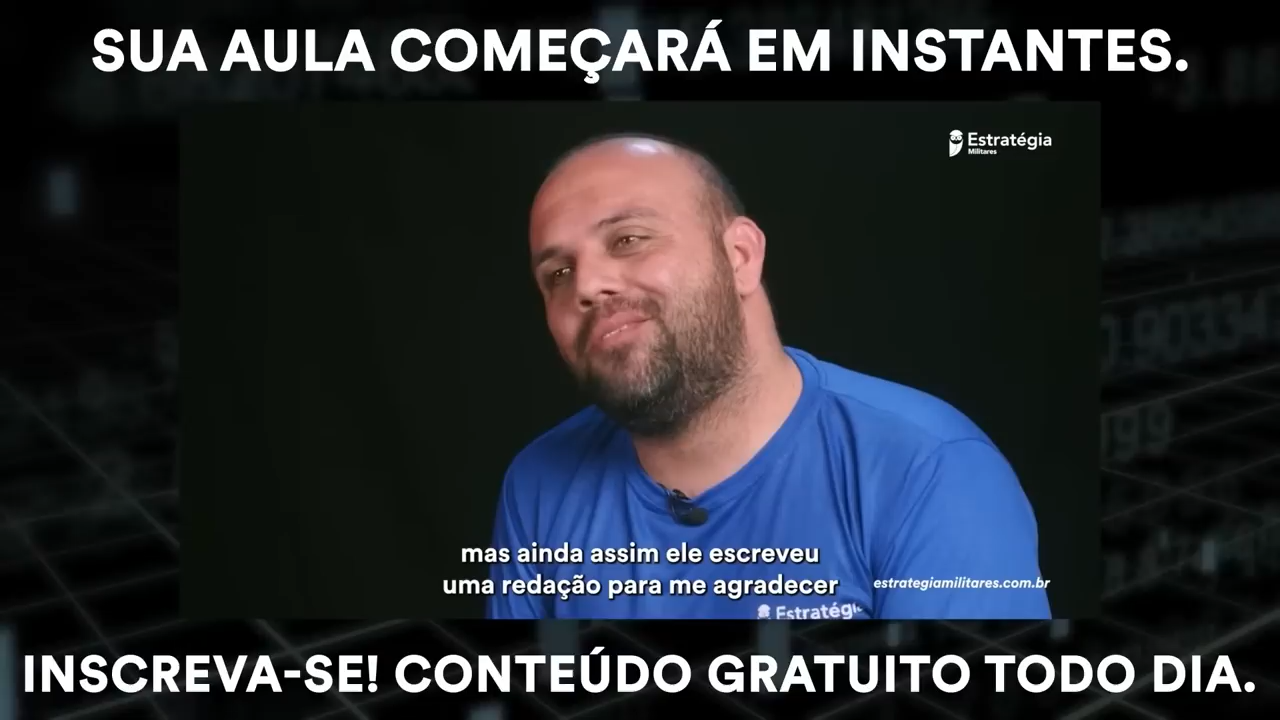 SUA AULA COMEÇARÁ EM INSTANTES.
Estratégia
Militares
mas ainda assim ele escreveu
uma redação para me agradecer
estrategiamilitares.com.br
INSCREVA-SE! CONTEÚDO GRATUITO TODO DIA.